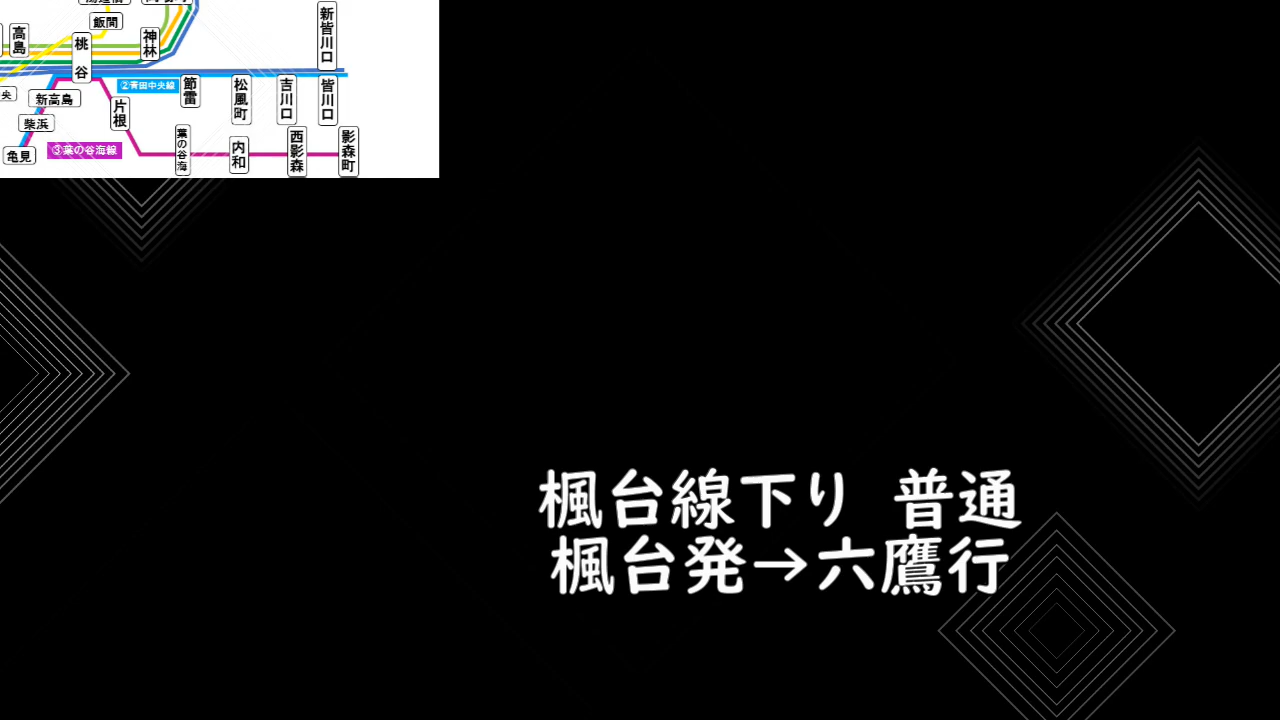 新皆川口
飯間
高島
桃谷
神林
②青田中央線
節雷
松風町
吉川口
皆川口
央
新高島
片根
柴浜
亀見
③葉の谷海線
葉の谷海
内和
西影森
影森町
楓台線下り 普通
楓台発→六鷹行